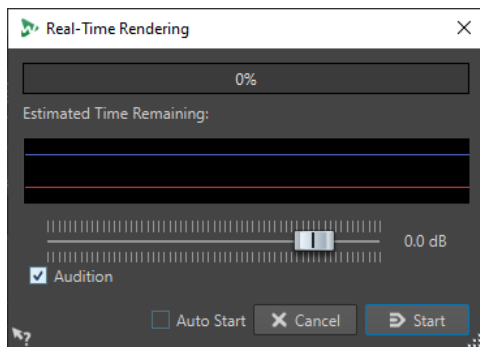 Real-Time Rendering
0%
Estimated Time Remaining:
0.0 dB
Audition
Auto Start
Cancel
Start